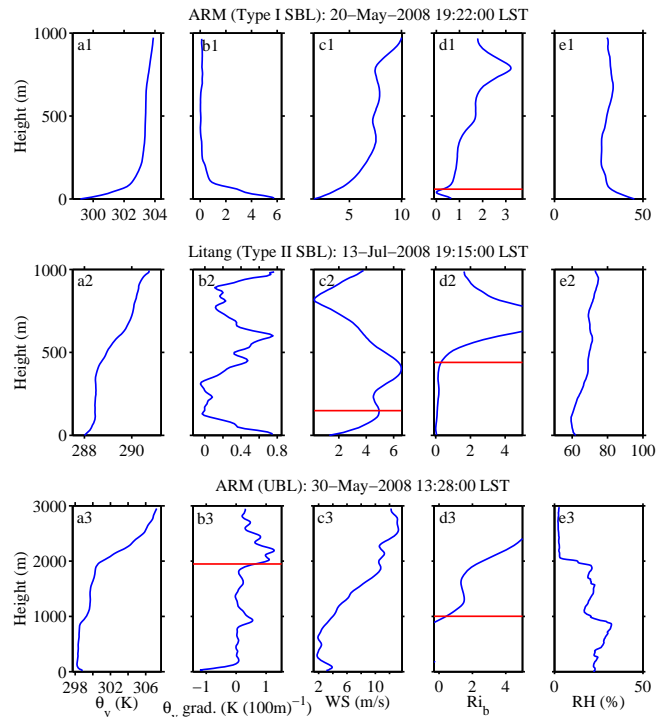 ARM (Type I SBL): 20–May–2008 19:22:00 LST
a1 b1 c1 d1 e1
Height (m)
1000
500
0
300 302 304
0 2 4 6
5 10
0 1 2 3
0 50
Litang (Type II SBL): 13–Jul–2008 19:15:00 LST
a2 b2 c2 d2 e2
Height (m)
1000
500
0
288 290
0 0.4 0.8
0 2 4 6
0 2 4
60 80 100
ARM (UBL): 30–May–2008 13:28:00 LST
a3 b3 c3 d3 e3
Height (m)
3000
2000
1000
0
298 302 306
−1 0 1
2 6 10
0 2 4
0 50 100
θv (K)
θv grad. (K (100m)−1)
WS (m/s)
Rib
RH (%)